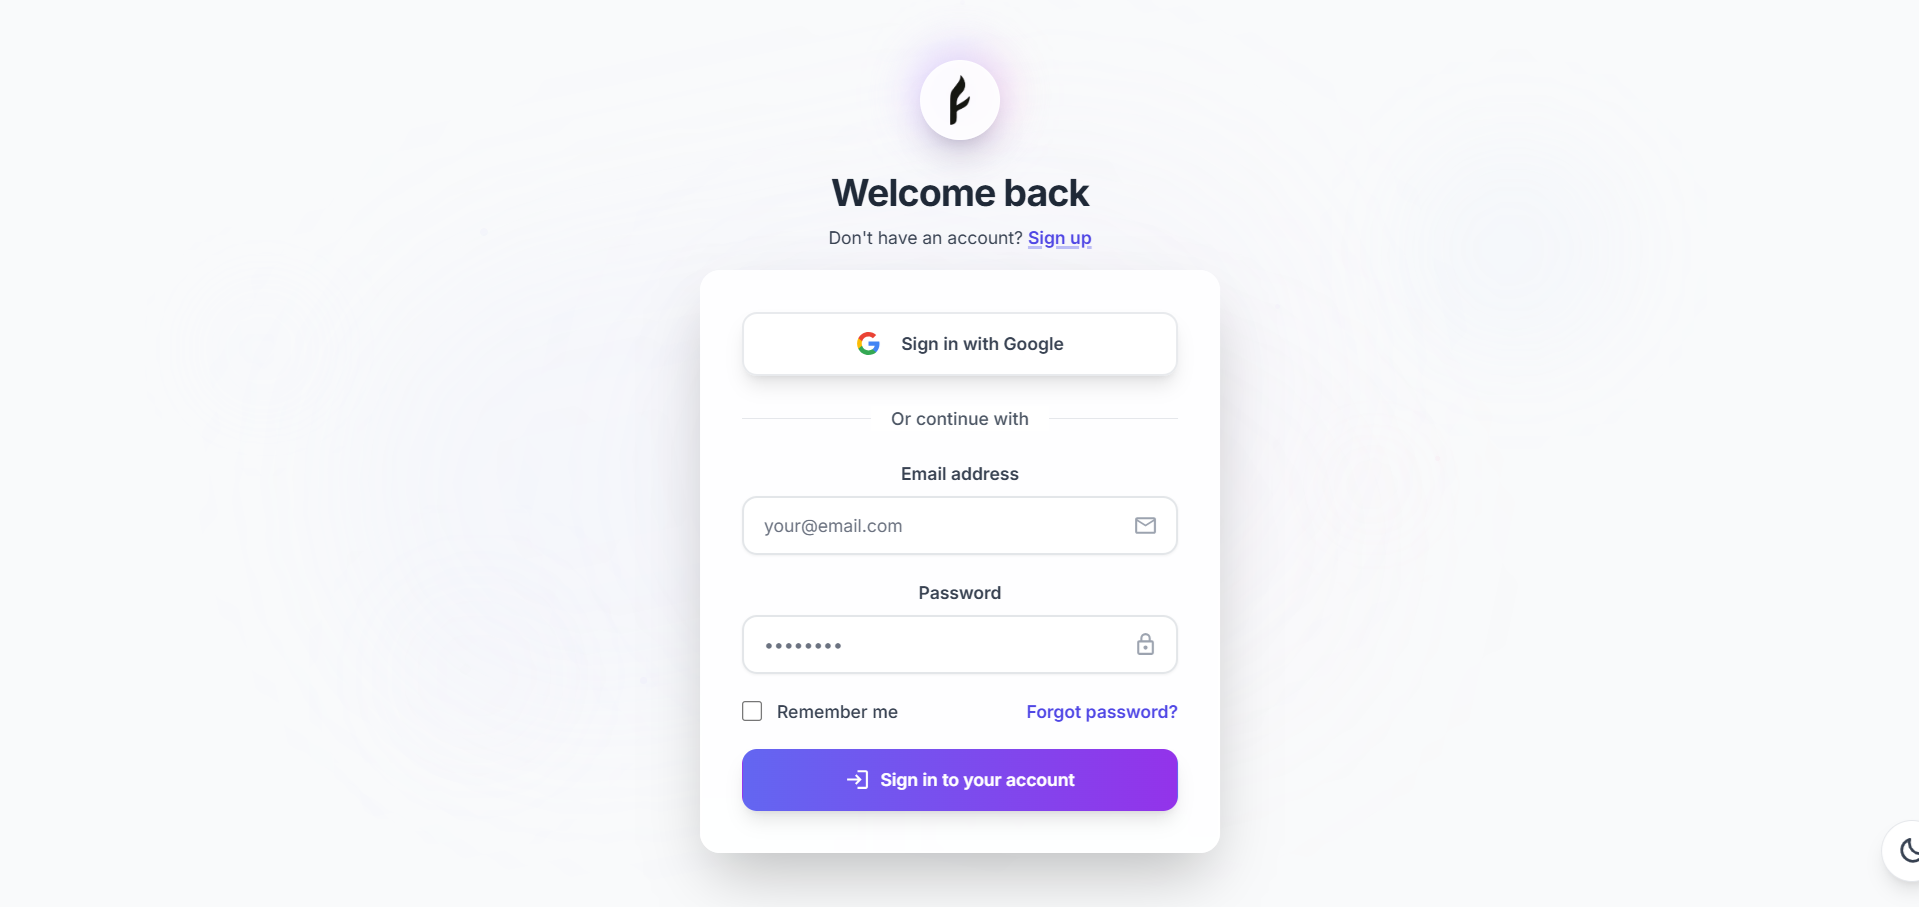 Welcome back
Don't have an account? Sign up
Sign in with Google
Or continue with
Email address
your@email.com
Password
••••••••
Remember me
Forgot password?
Sign in to your account